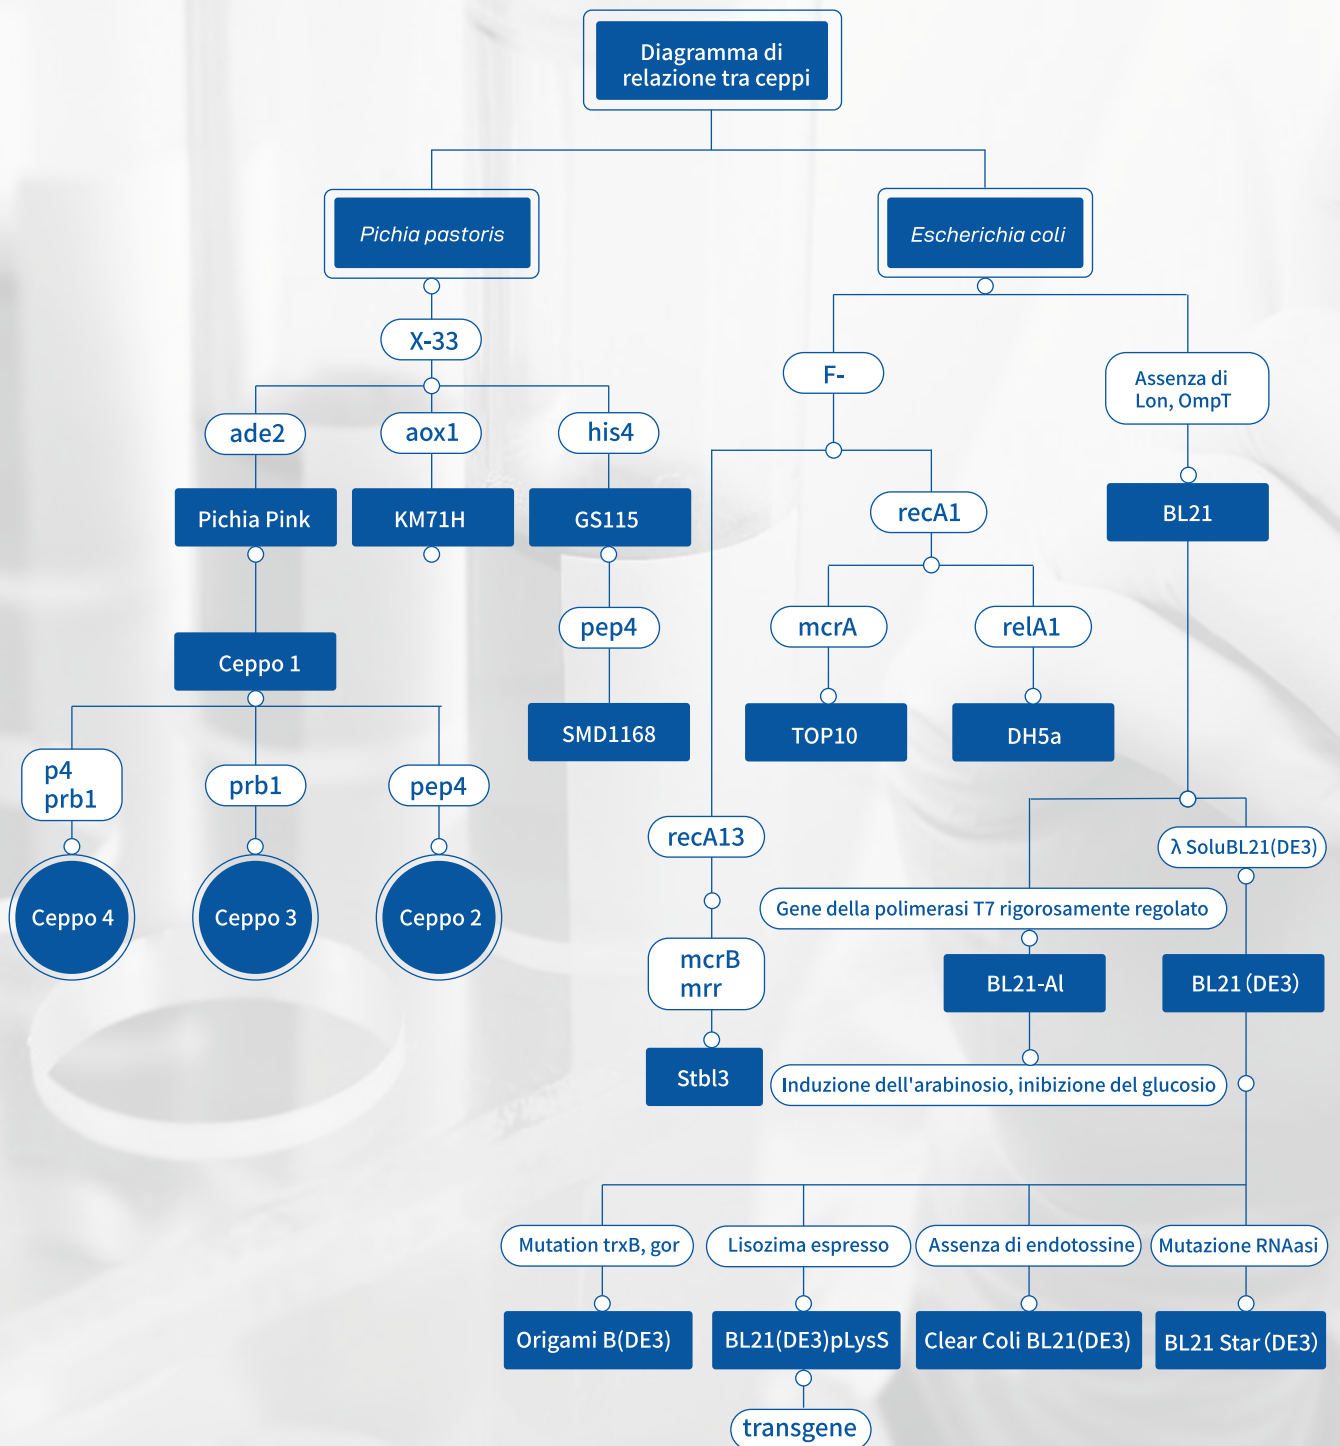 Diagramma di
relazione tra ceppi
Pichia pastoris
Escherichia coli
X-33
F-
Assenza di
Lon, OmpT
ade2
aox1
his4
Pichia Pink
KM71H
GS115
recA1
BL21
pep4
mcrA
relA1
Ceppo 1
SMD1168
TOP10
DH5a
p4
prb1
prb1
pep4
recA13
λ SoluBL21(DE3)
Ceppo 4
Ceppo 3
Ceppo 2
Gene della polimerasi T7 rigorosamente regolato
mcrB
mrr
BL21-Al
BL21(DE3)
Stbl3
Induzione dell'arabinosio, inibizione del glucosio
Mutation trxB, gor
Lisozima espresso
Assenza di endotossine
Mutazione RNAasi
Origami B(DE3)
BL21(DE3)pLysS
Clear Coli BL21(DE3)
BL21 Star(DE3)
transgene